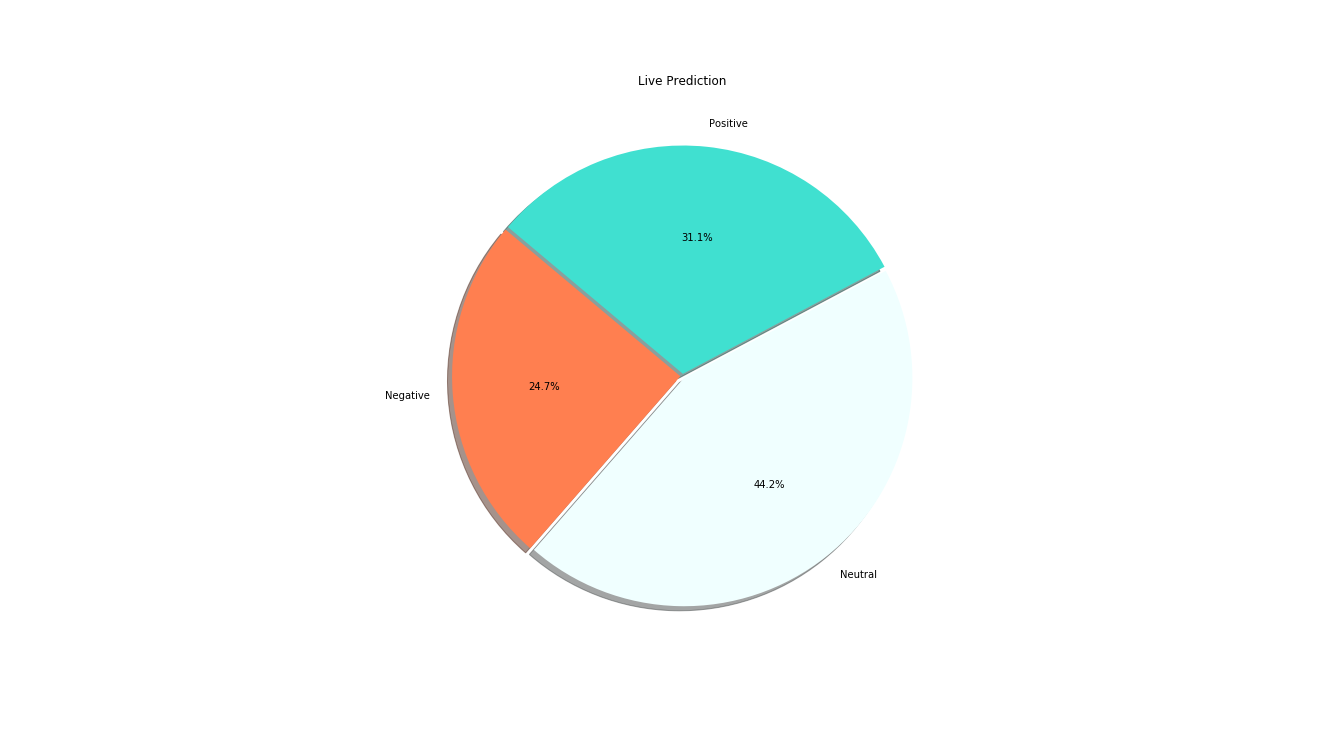 Live Prediction
Positive
31.1%
24.7%
Negative
44.2%
Neutral